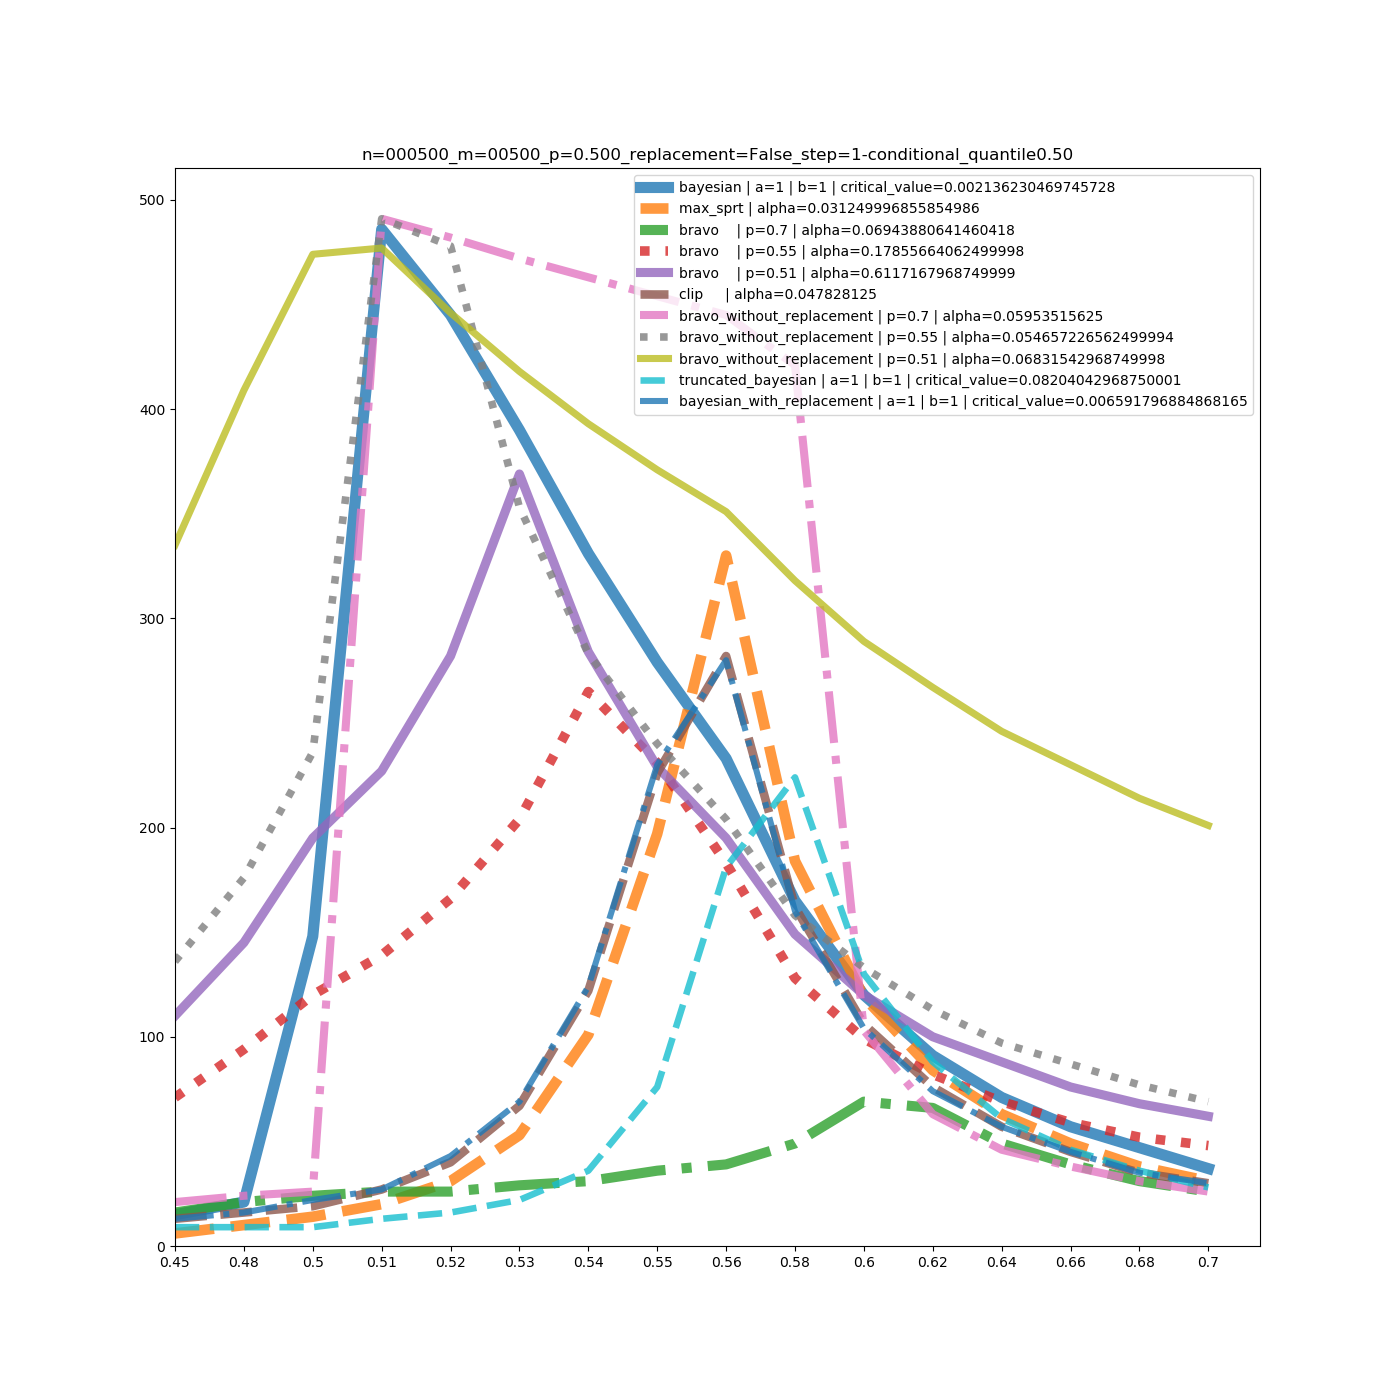 n=000500_m=00500_p=0.500_replacement=False_step=1-conditional_quantile0.50
bayesian | a=1 | b=1 | critical_value=0.002136230469745728
max_sprt | alpha=0.031249996855854986
bravo | p=0.7 | alpha=0.06943880641460418
bravo | p=0.55 | alpha=0.17855664062499998
bravo | p=0.51 | alpha=0.6117167968749999
clip | alpha=0.047828125
bravo_without_replacement | p=0.7 | alpha=0.05953515625
bravo_without_replacement | p=0.55 | alpha=0.054657226562499994
bravo_without_replacement | p=0.51 | alpha=0.06831542968749998
truncated_bayesian | a=1 | b=1 | critical_value=0.08204042968750001
bayesian_with_replacement | a=1 | b=1 | critical_value=0.006591796884868165
500
400
300
200
100
0
0.45 0.48 0.5 0.51 0.52 0.53 0.54 0.55 0.56 0.58 0.6 0.62 0.64 0.66 0.68 0.7